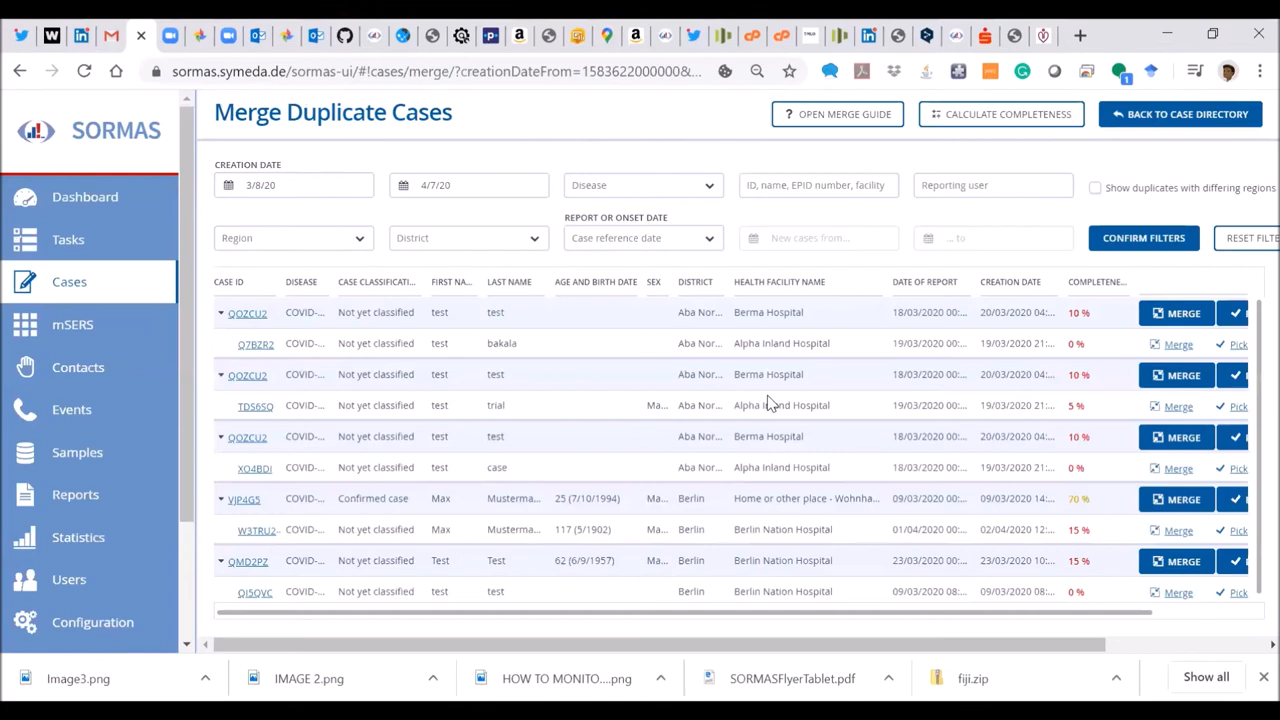 sormas.symeda.de/sormas-ui/#!cases/merge/?creationDateFrom=15836220000000&...
1
SORMAS
Dashboard
Tasks
Cases
mSERS
Contacts
Events
Samples
Reports
Statistics
Users
Configuration
Merge Duplicate Cases
? OPEN MERGE GUIDE
CALCULATE COMPLETENESS
BACK TO CASE DIRECTORY
CREATION DATE
3/8/20
4/7/20
Disease
ID, name, EPID number, facility
Reporting user
Show duplicates with differing regions
REPORT OR ONSET DATE
Region
District
Case reference date
New cases from...
... to
CONFIRM FILTERS
RESET FILTE
CASE ID DISEASE CASE CLASSIFICATI... FIRST NA... LAST NAME AGE AND BIRTH DATE SEX DISTRICT HEALTH FACILITY NAME DATE OF REPORT CREATION DATE COMPLETENE...
QOZCU2 COVID-... Not yet classified test test Aba Nor... Berma Hospital 18/03/2020 00:... 20/03/2020 04:... 10 % MERGE
Q7BZR2 COVID-... Not yet classified test bakala Aba Nor... Alpha Inland Hospital 19/03/2020 00:... 19/03/2020 21:... 0 % Merge Pick
QOZCU2 COVID-... Not yet classified test test Aba Nor... Berma Hospital 18/03/2020 00:... 20/03/2020 04:... 10 % MERGE
TDS6SQ COVID-... Not yet classified test trial Ma... Aba Nor... Alpha Inland Hospital 19/03/2020 00:... 19/03/2020 21:... 5 % Merge Pick
QOZCU2 COVID-... Not yet classified test test Aba Nor... Berma Hospital 18/03/2020 00:... 20/03/2020 04:... 10 % MERGE
XO4BDI COVID-... Not yet classified test case Aba Nor... Alpha Inland Hospital 18/03/2020 00:... 19/03/2020 21:... 0 % Merge Pick
VJP4G5 COVID-... Confirmed case Max Musterma... 25 (7/10/1994) Ma... Berlin Home or other place - Wohnha... 09/03/2020 00:... 09/03/2020 14:... 70 % MERGE
W3TRU2 COVID-... Not yet classified Max Musterma... 117 (5/1902) Ma... Berlin Berlin Nation Hospital 01/04/2020 00:... 02/04/2020 12:... 15 % Merge Pick
QMD2PZ COVID-... Not yet classified Test Test 62 (6/9/1957) Ma... Berlin Berlin Nation Hospital 23/03/2020 00:... 23/03/2020 10:... 15 % MERGE
QI5QVC COVID-... Not yet classified test test Berlin Berlin Nation Hospital 09/03/2020 08:... 09/03/2020 08:... 0 % Merge Pick
Image3.png
IMAGE 2.png
HOW TO MONITO....png
SORMASFlyerTablet.pdf
fiji.zip
Show all